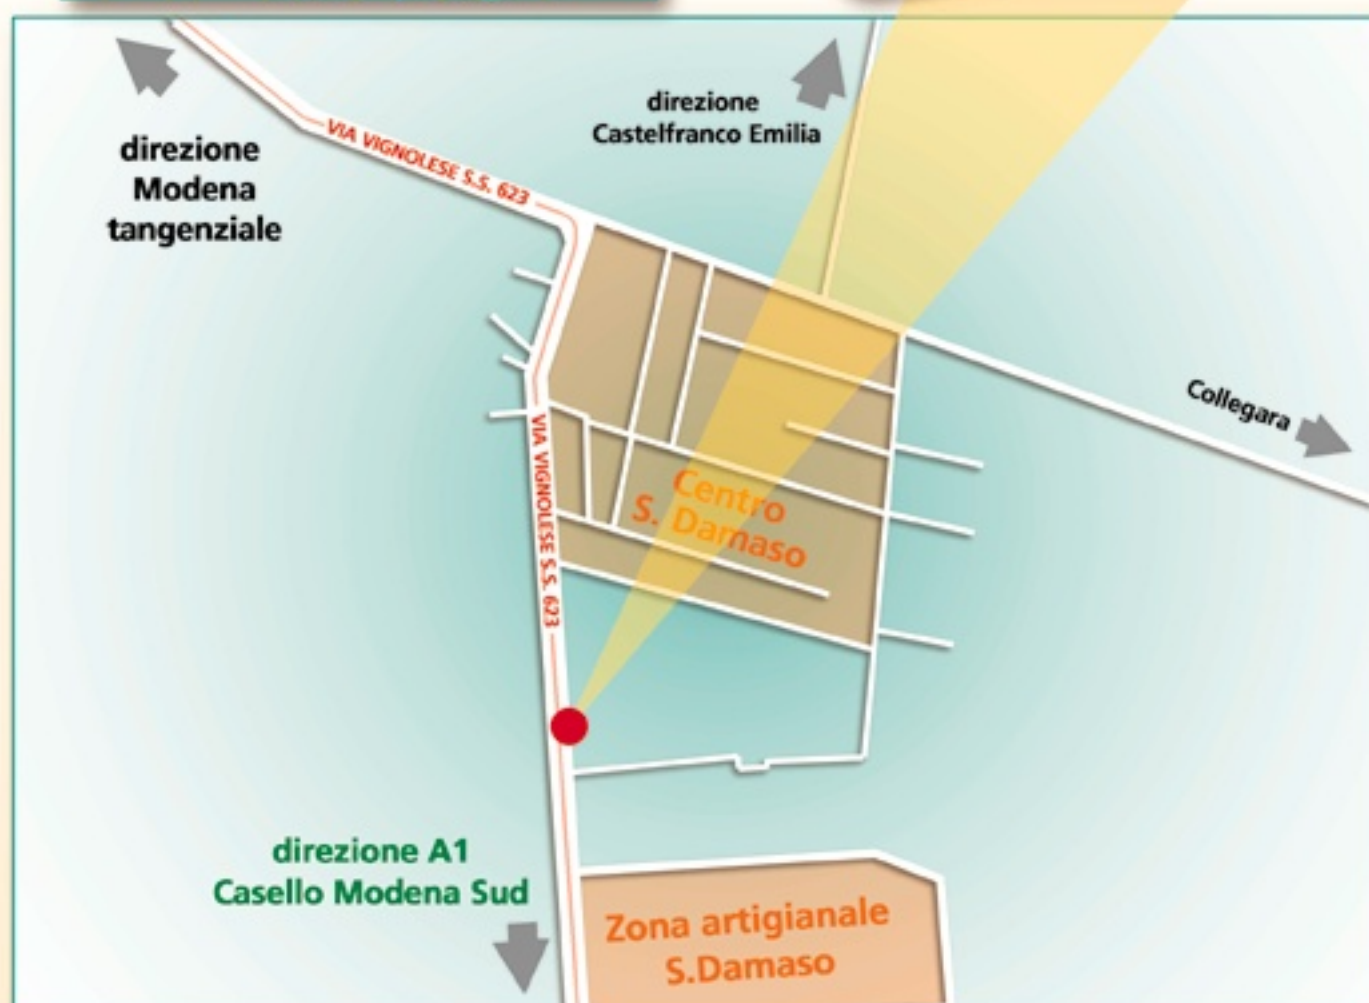 direzione
Castelfranco Emilia
direzione
Modena
tangenziale
VIA VIGNOLESE S.S. 623
Collegara
VIA VIGNOLESE S.S. 623
Centro
S. Damaso
direzione A1
Casello Modena Sud
Zona artigianale
S.Damaso